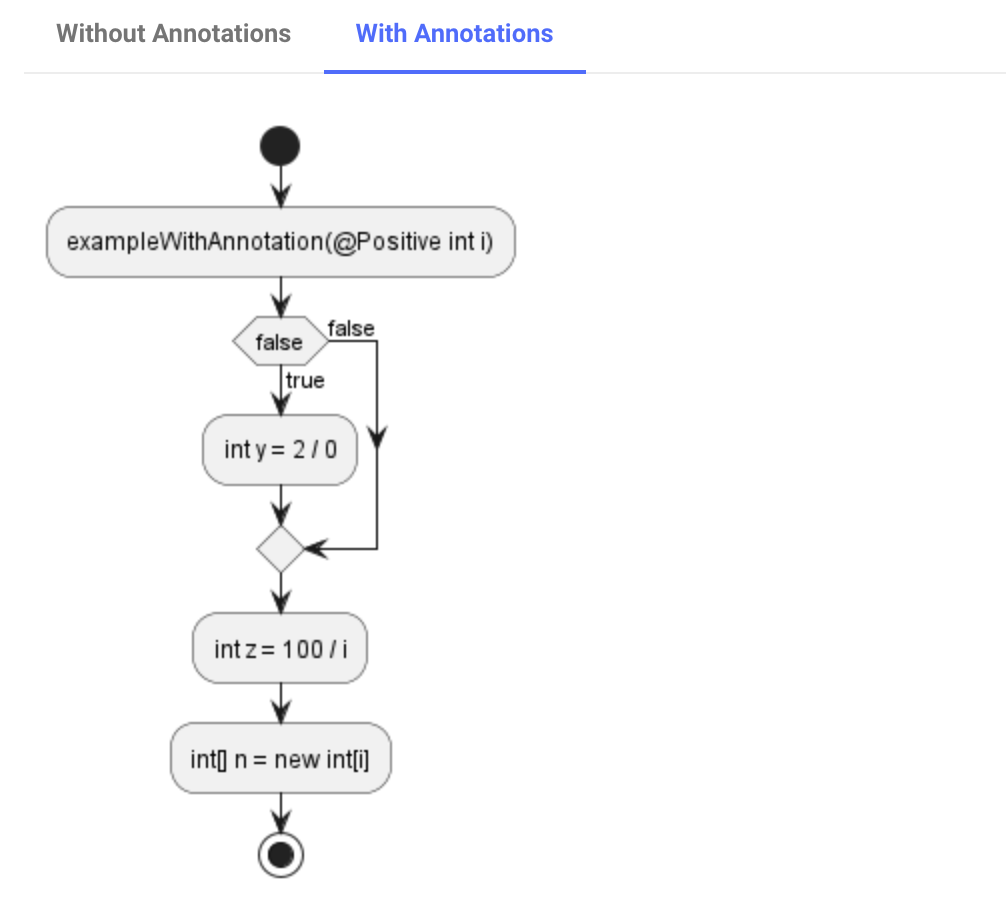 Without Annotations
With Annotations
exampleWithAnnotation(@Positive int i)
false
false
true
int y = 2 / 0
int z = 100 / i
int[] n = new int[i]